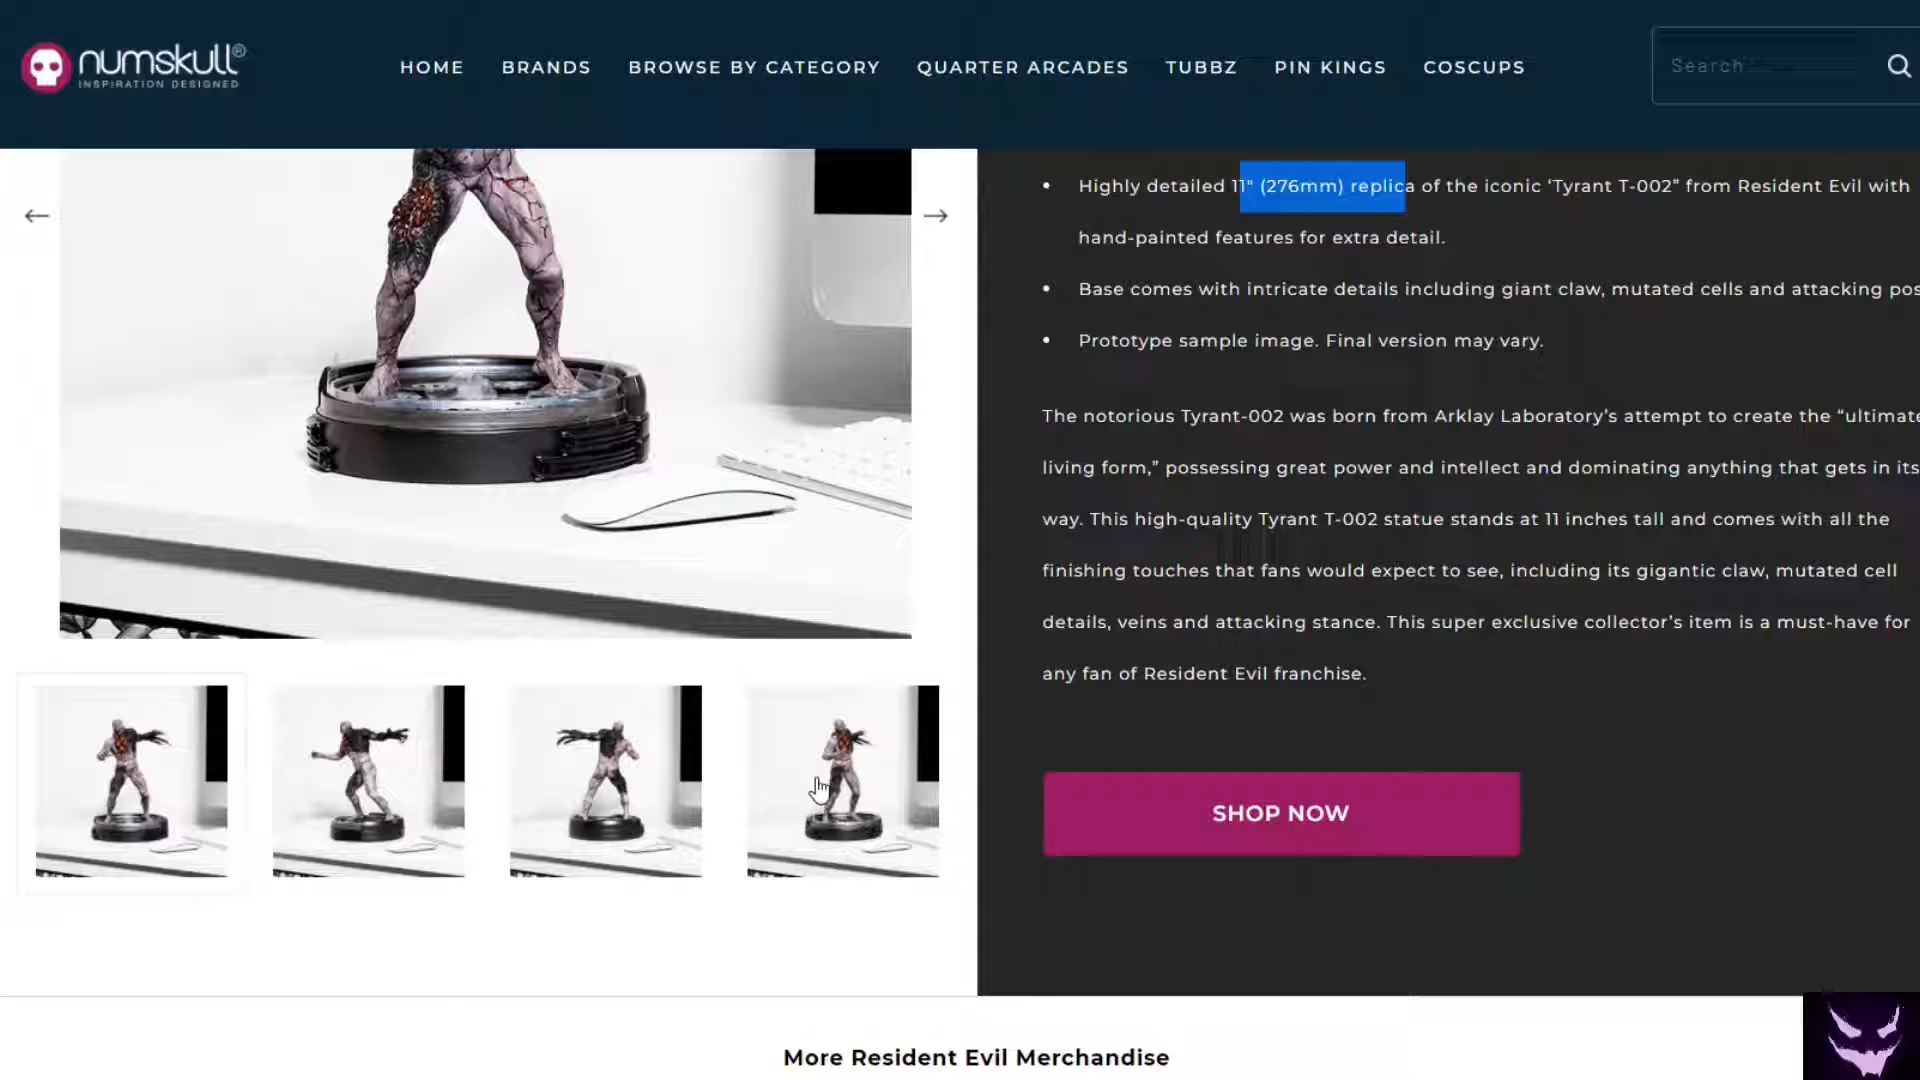 numskull®
INSPIRATION DESIGNED
HOME BRANDS BROWSE BY CATEGORY QUARTER ARCADES TUBBZ PIN KINGS COSCUPS
Search
Highly detailed 11" (276mm) replica of the iconic ‘Tyrant T-002” from Resident Evil with
hand-painted features for extra detail.
Base comes with intricate details including giant claw, mutated cells and attacking pos
Prototype sample image. Final version may vary.
The notorious Tyrant-002 was born from Arklay Laboratory’s attempt to create the “ultimate
living form,” possessing great power and intellect and dominating anything that gets in its
way. This high-quality Tyrant T-002 statue stands at 11 inches tall and comes with all the
finishing touches that fans would expect to see, including its gigantic claw, mutated cell
details, veins and attacking stance. This super exclusive collector’s item is a must-have for
any fan of Resident Evil franchise.
SHOP NOW
More Resident Evil Merchandise